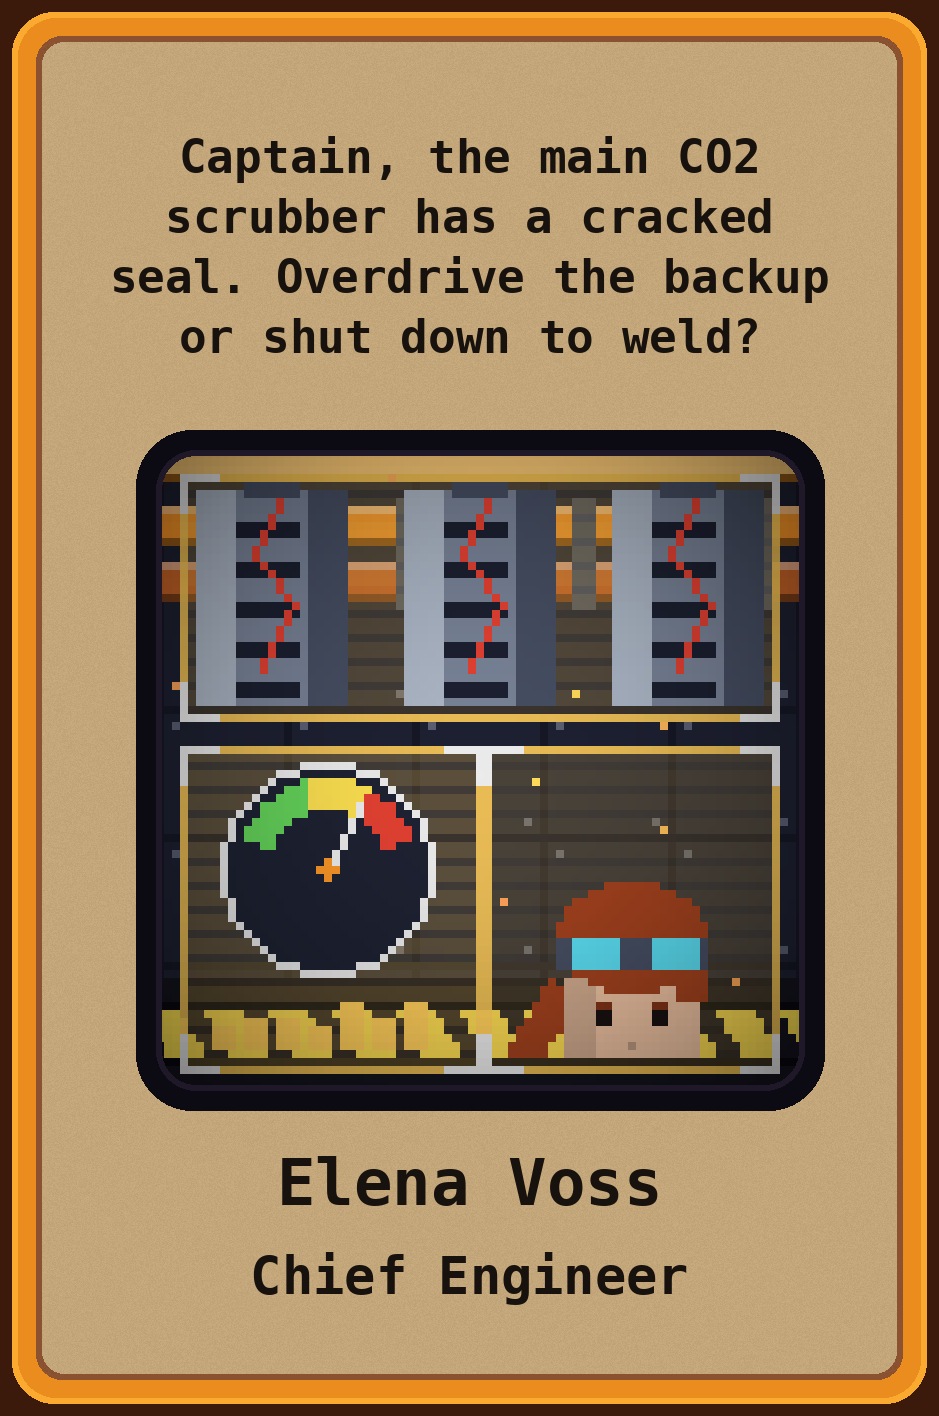 Captain, the main CO2
scrubber has a cracked
seal. Overdrive the backup
or shut down to weld?
Elena Voss
Chief Engineer